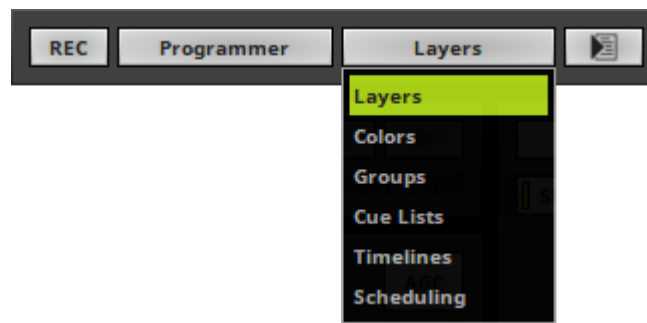 REC Programmer Layers
Layers
Colors
Groups
Cue Lists
Timelines
Scheduling